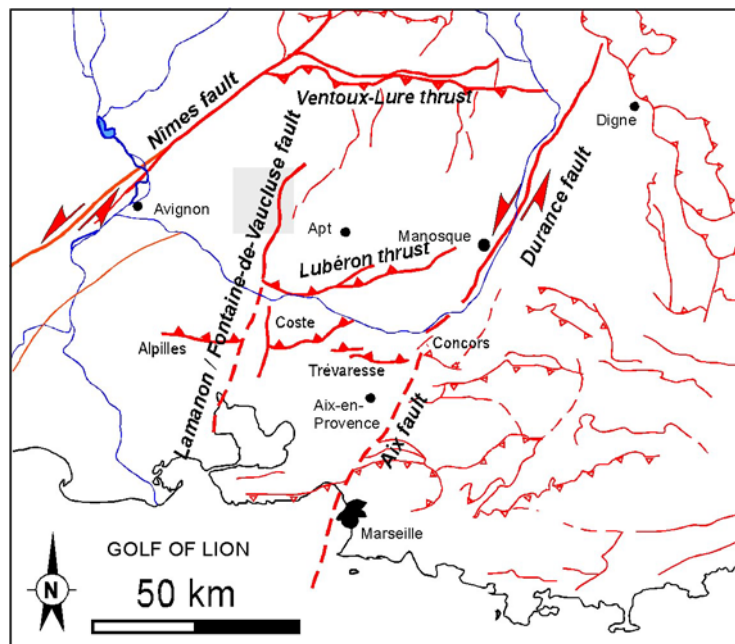 Nîmes fault
Ventoux-Lure thrust
Digne
Durance fault
Lamanon / Fontaine-de-Vaucluse fault
Avignon
Apt
Manosque
Lubéron thrust
Coste
Alpilles
Concors
Trévaresse
Aix-en-
Provence
Aix fault
Marseille
GOLF OF LION
N
50 km